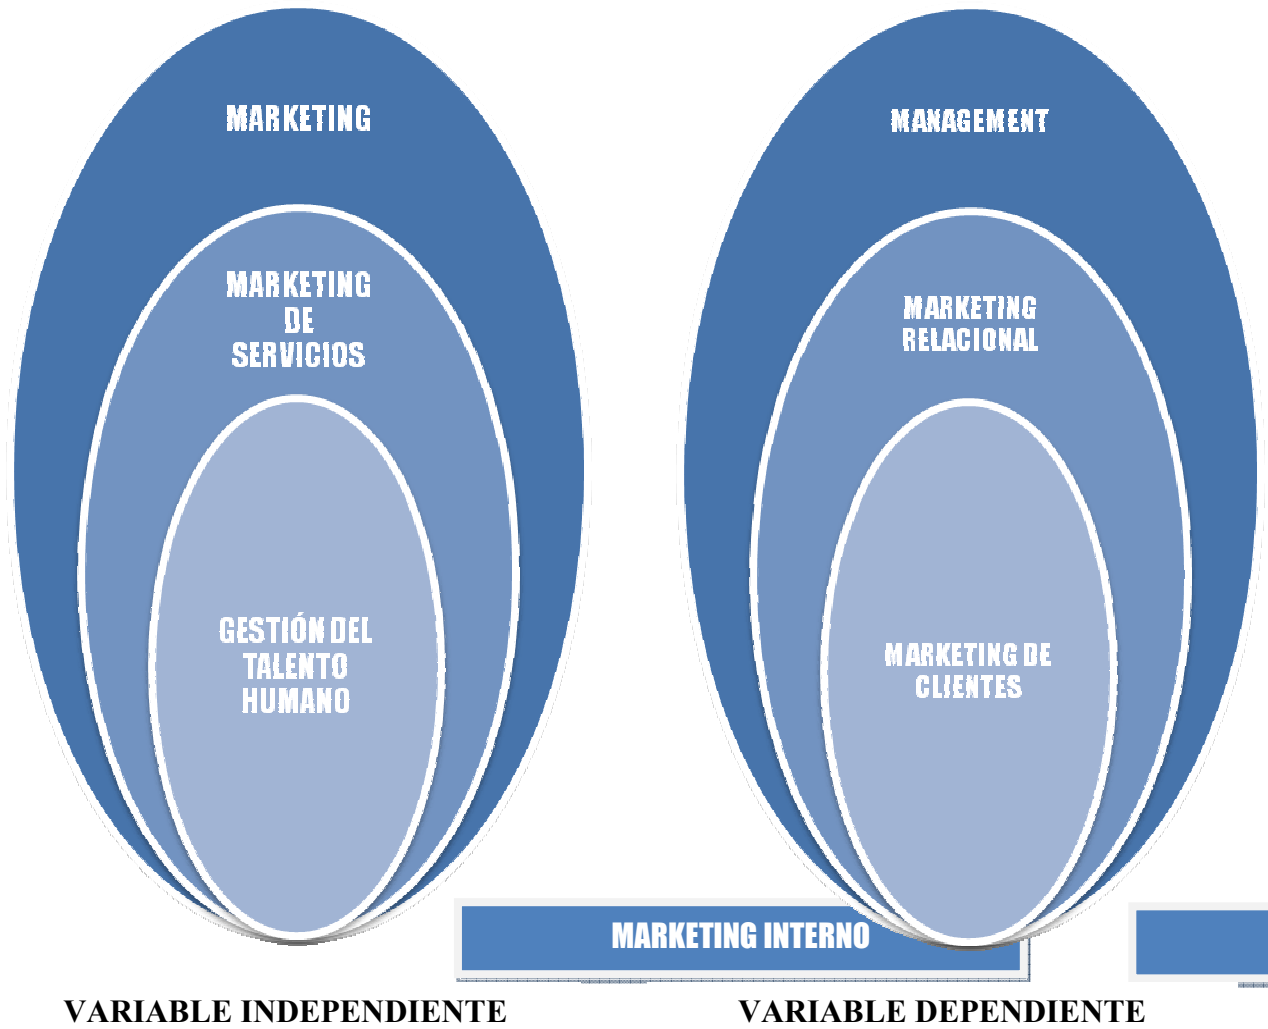 MARKETING
MARKETING
DE
SERVICIOS
GESTIÓN DEL
TALENTO
HUMANO
MANAGEMENT
MARKETING
RELACIONAL
MARKETING DE
CLIENTES
MARKETING INTERNO
VARIABLE INDEPENDIENTE
VARIABLE DEPENDIENTE